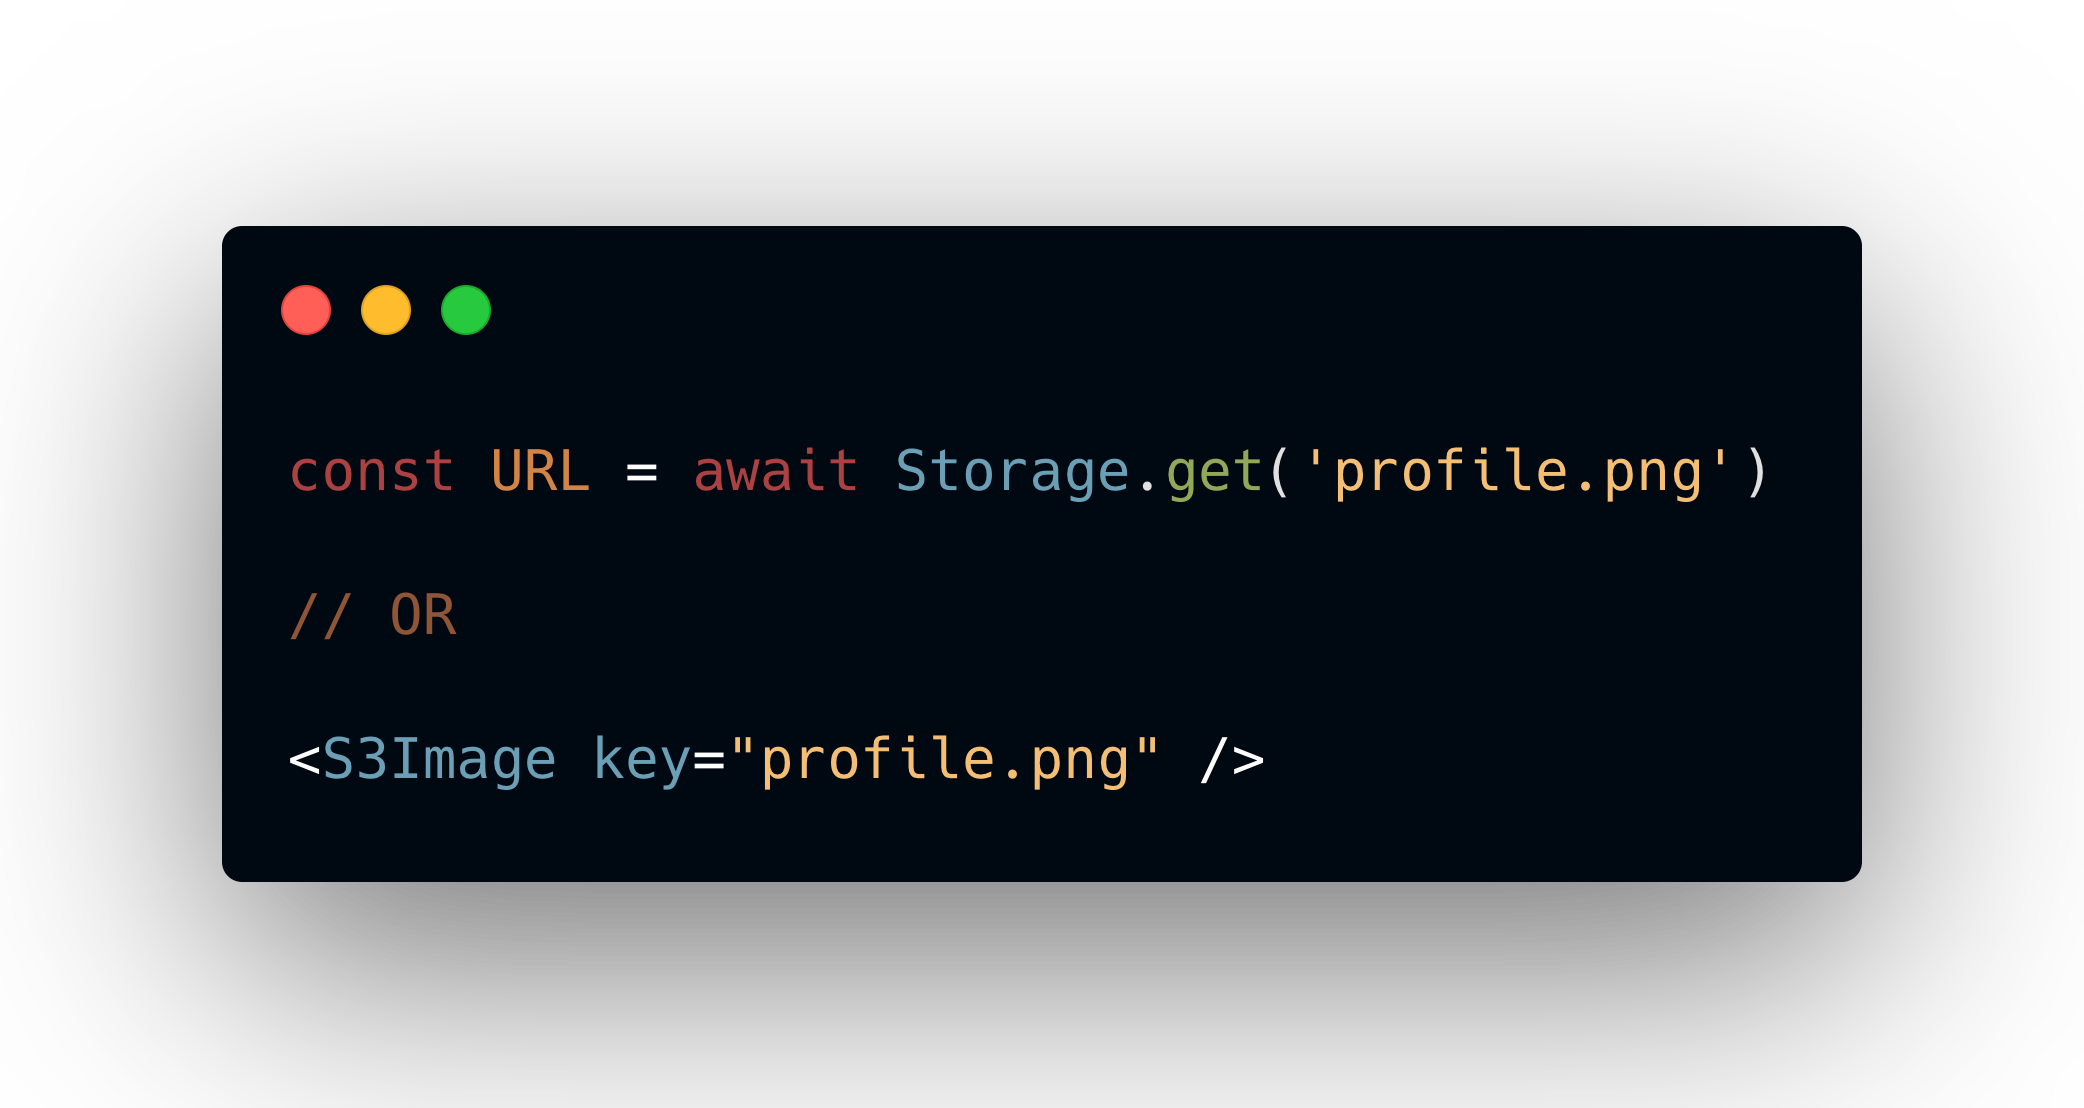 const URL = await Storage.get('profile.png')
// OR
<S3Image key="profile.png" />